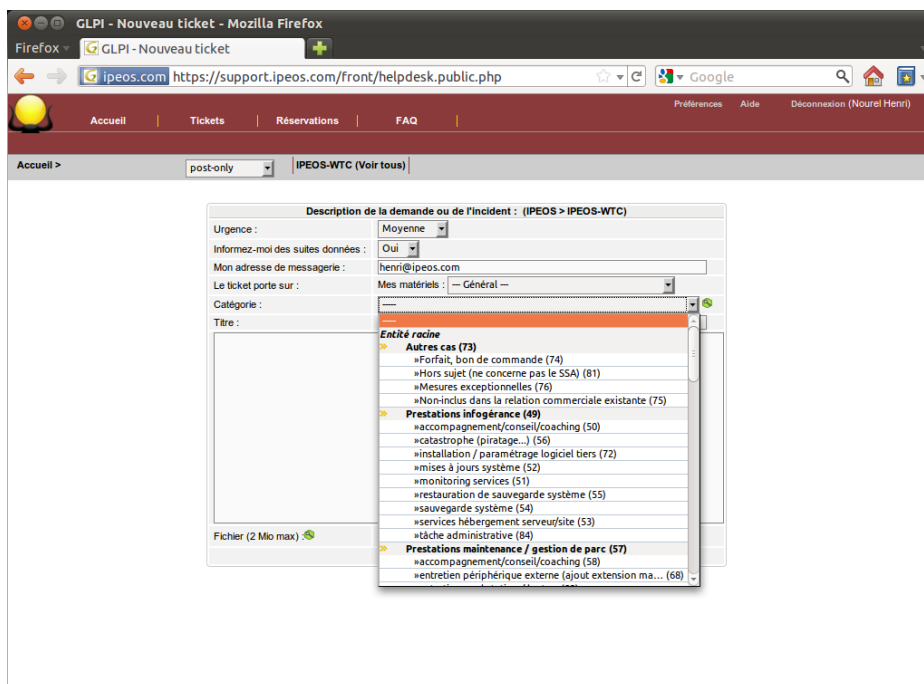 GLPI - Nouveau ticket - Mozilla Firefox
Firefox
GLPI - Nouveau ticket
ipeos.com https://support.ipeos.com/front/helpdesk.public.php
Google
Préférences Aide Déconnexion (Nourel Henri)
Accueil | Tickets | Réservations | FAQ |
Accueil >
post-only
IPEOS-WTC (Voir tous)
Description de la demande ou de l'incident : (IPEOS > IPEOS-WTC)
Urgence : Moyenne
Informez-moi des suites données : Oui
Mon adresse de messagerie : henri@ipeos.com
Le ticket porte sur : Mes matériels : --- Général ---
Catégorie : -----
Titre :
-----
Entité racine
» Autres cas (73)
»Forfait, bon de commande (74)
»Hors sujet (ne concerne pas le SSA) (81)
»Mesures exceptionnelles (76)
»Non-inclus dans la relation commerciale existante (75)
» Prestations infogérance (49)
»accompagnement/conseil/coaching (50)
»catastrophe (piratage...) (56)
»installation / paramétrage logiciel tiers (72)
»mises à jours système (52)
»monitoring services (51)
»restauration de sauvegarde système (55)
»sauvegarde système (54)
»services hébergement serveur/site (53)
»tâche administrative (84)
» Prestations maintenance / gestion de parc (57)
»accompagnement/conseil/coaching (58)
»entretien périphérique externe (ajout extension ma... (68)
Fichier (2 Mio max) :